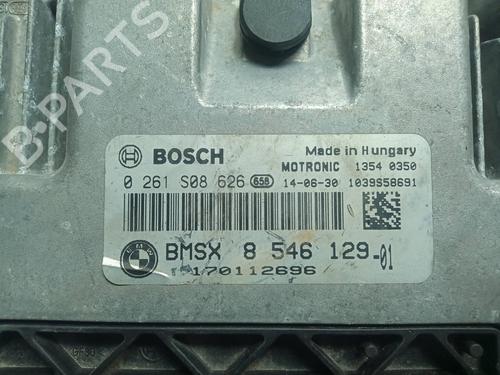 B-PARTS
BOSCH
Made in Hungary
MOTRONIC 1354 0350
0 261 S08 626 658 14-06-30 1039S58691
BMW
BMSX 8 546 129-01
170112696